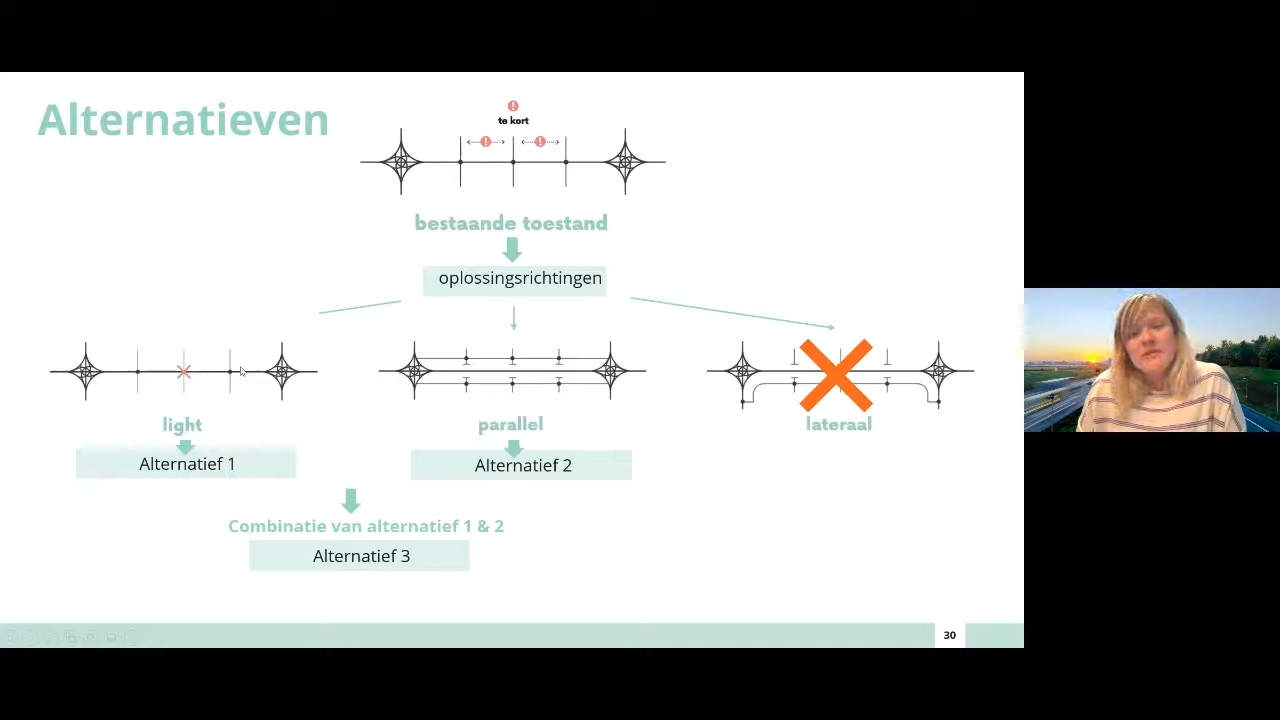 Alternatieven
te kort
bestaande toestand
oplossingsrichtingen
light
parallel
lateraal
Alternatief 1
Alternatief 2
Combinatie van alternatief 1 & 2
Alternatief 3
30